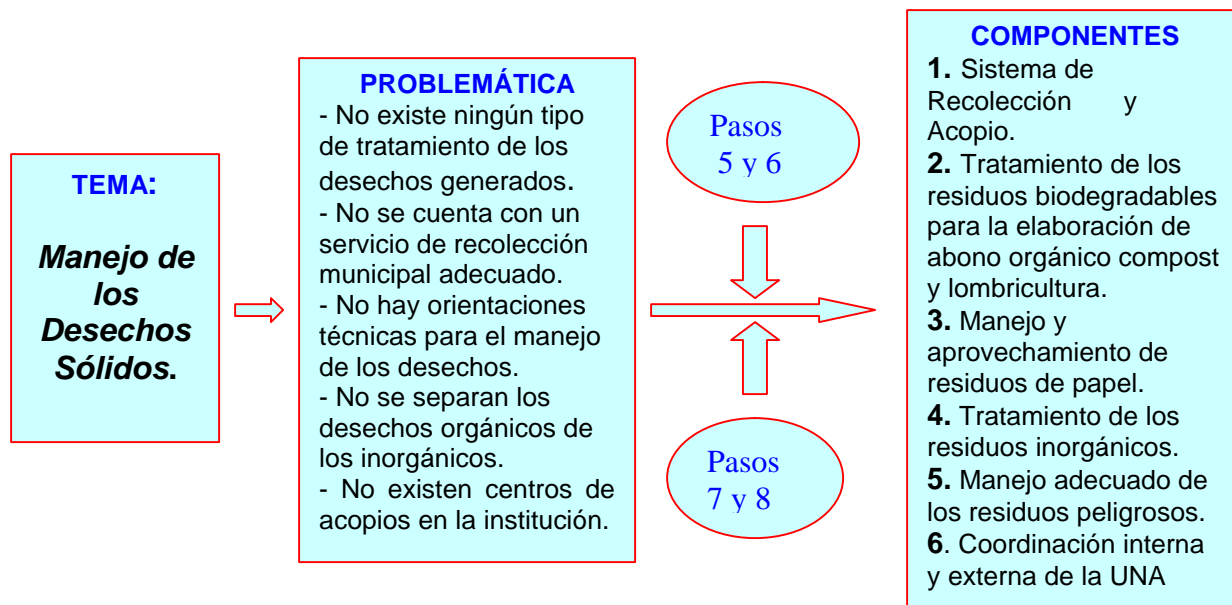 TEMA:
Manejo de
los
Desechos
Sólidos.
PROBLEMÁTICA
- No existe ningún tipo
de tratamiento de los
desechos generados.
- No se cuenta con un
servicio de recolección
municipal adecuado.
- No hay orientaciones
técnicas para el manejo
de los desechos.
- No se separan los
desechos orgánicos de
los inorgánicos.
- No existen centros de
acopios en la institución.
Pasos
5 y 6
Pasos
7 y 8
COMPONENTES
1. Sistema de
Recolección y
Acopio.
2. Tratamiento de los
residuos biodegradables
para la elaboración de
abono orgánico compost
y lombricultura.
3. Manejo y
aprovechamiento de
residuos de papel.
4. Tratamiento de los
residuos inorgánicos.
5. Manejo adecuado de
los residuos peligrosos.
6. Coordinación interna
y externa de la UNA